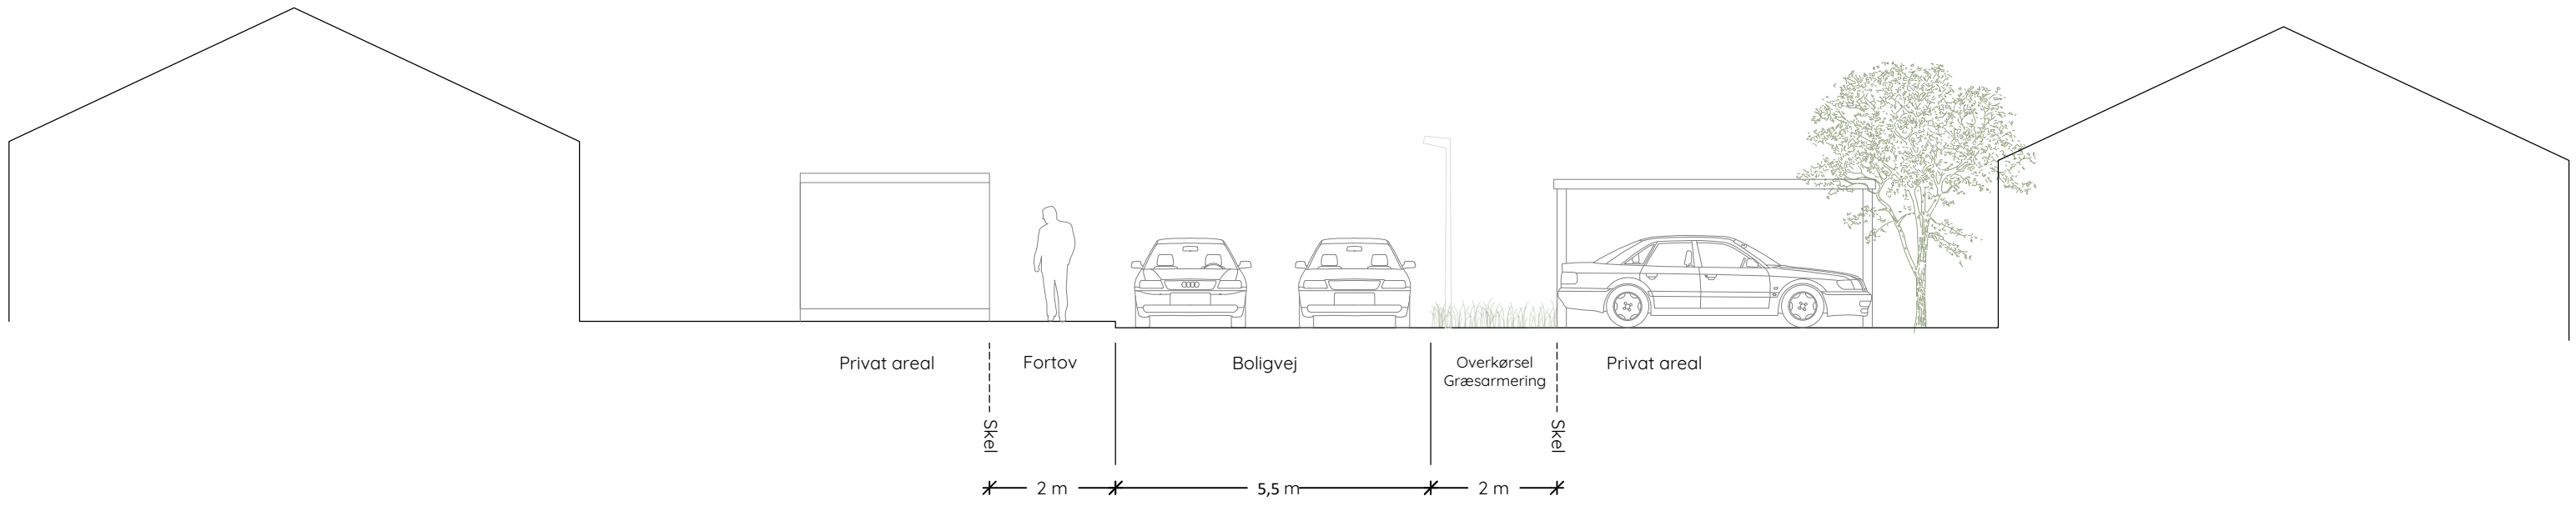 Privat areal
Fortov
Boligvej
Overkørsel
Græsarmering
Privat areal
Skel
Skel
2 m
5,5 m
2 m